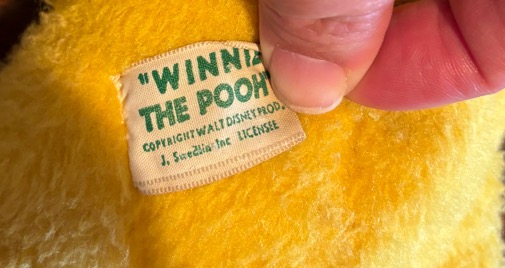 "WINNIE
THE POOH"
COPYRIGHT WALT DISNEY PROD.
J. Swedlin Inc LICENSEE